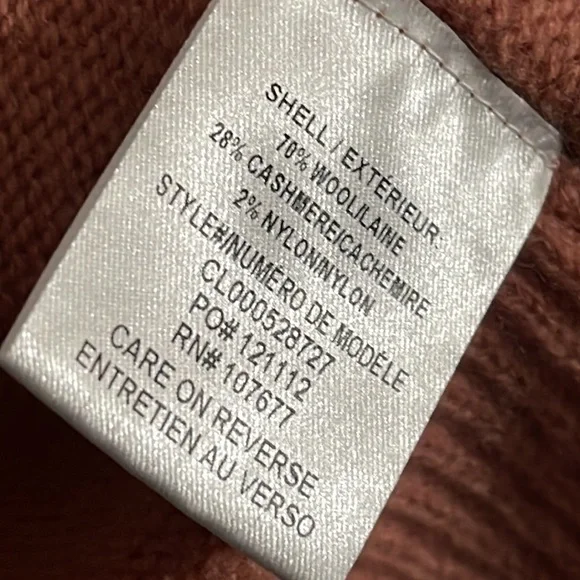 SHELL / EXTÉRIEUR:
70% WOOL/LAINE
28% CASHMERE/CACHEMIRE
2% NYLON/NYLON
STYLE#/NUMÉRO DE MODÈLE
CL000528727
PO# 121112
RN# 107677
CARE ON REVERSE
ENTRETIEN AU VERSO